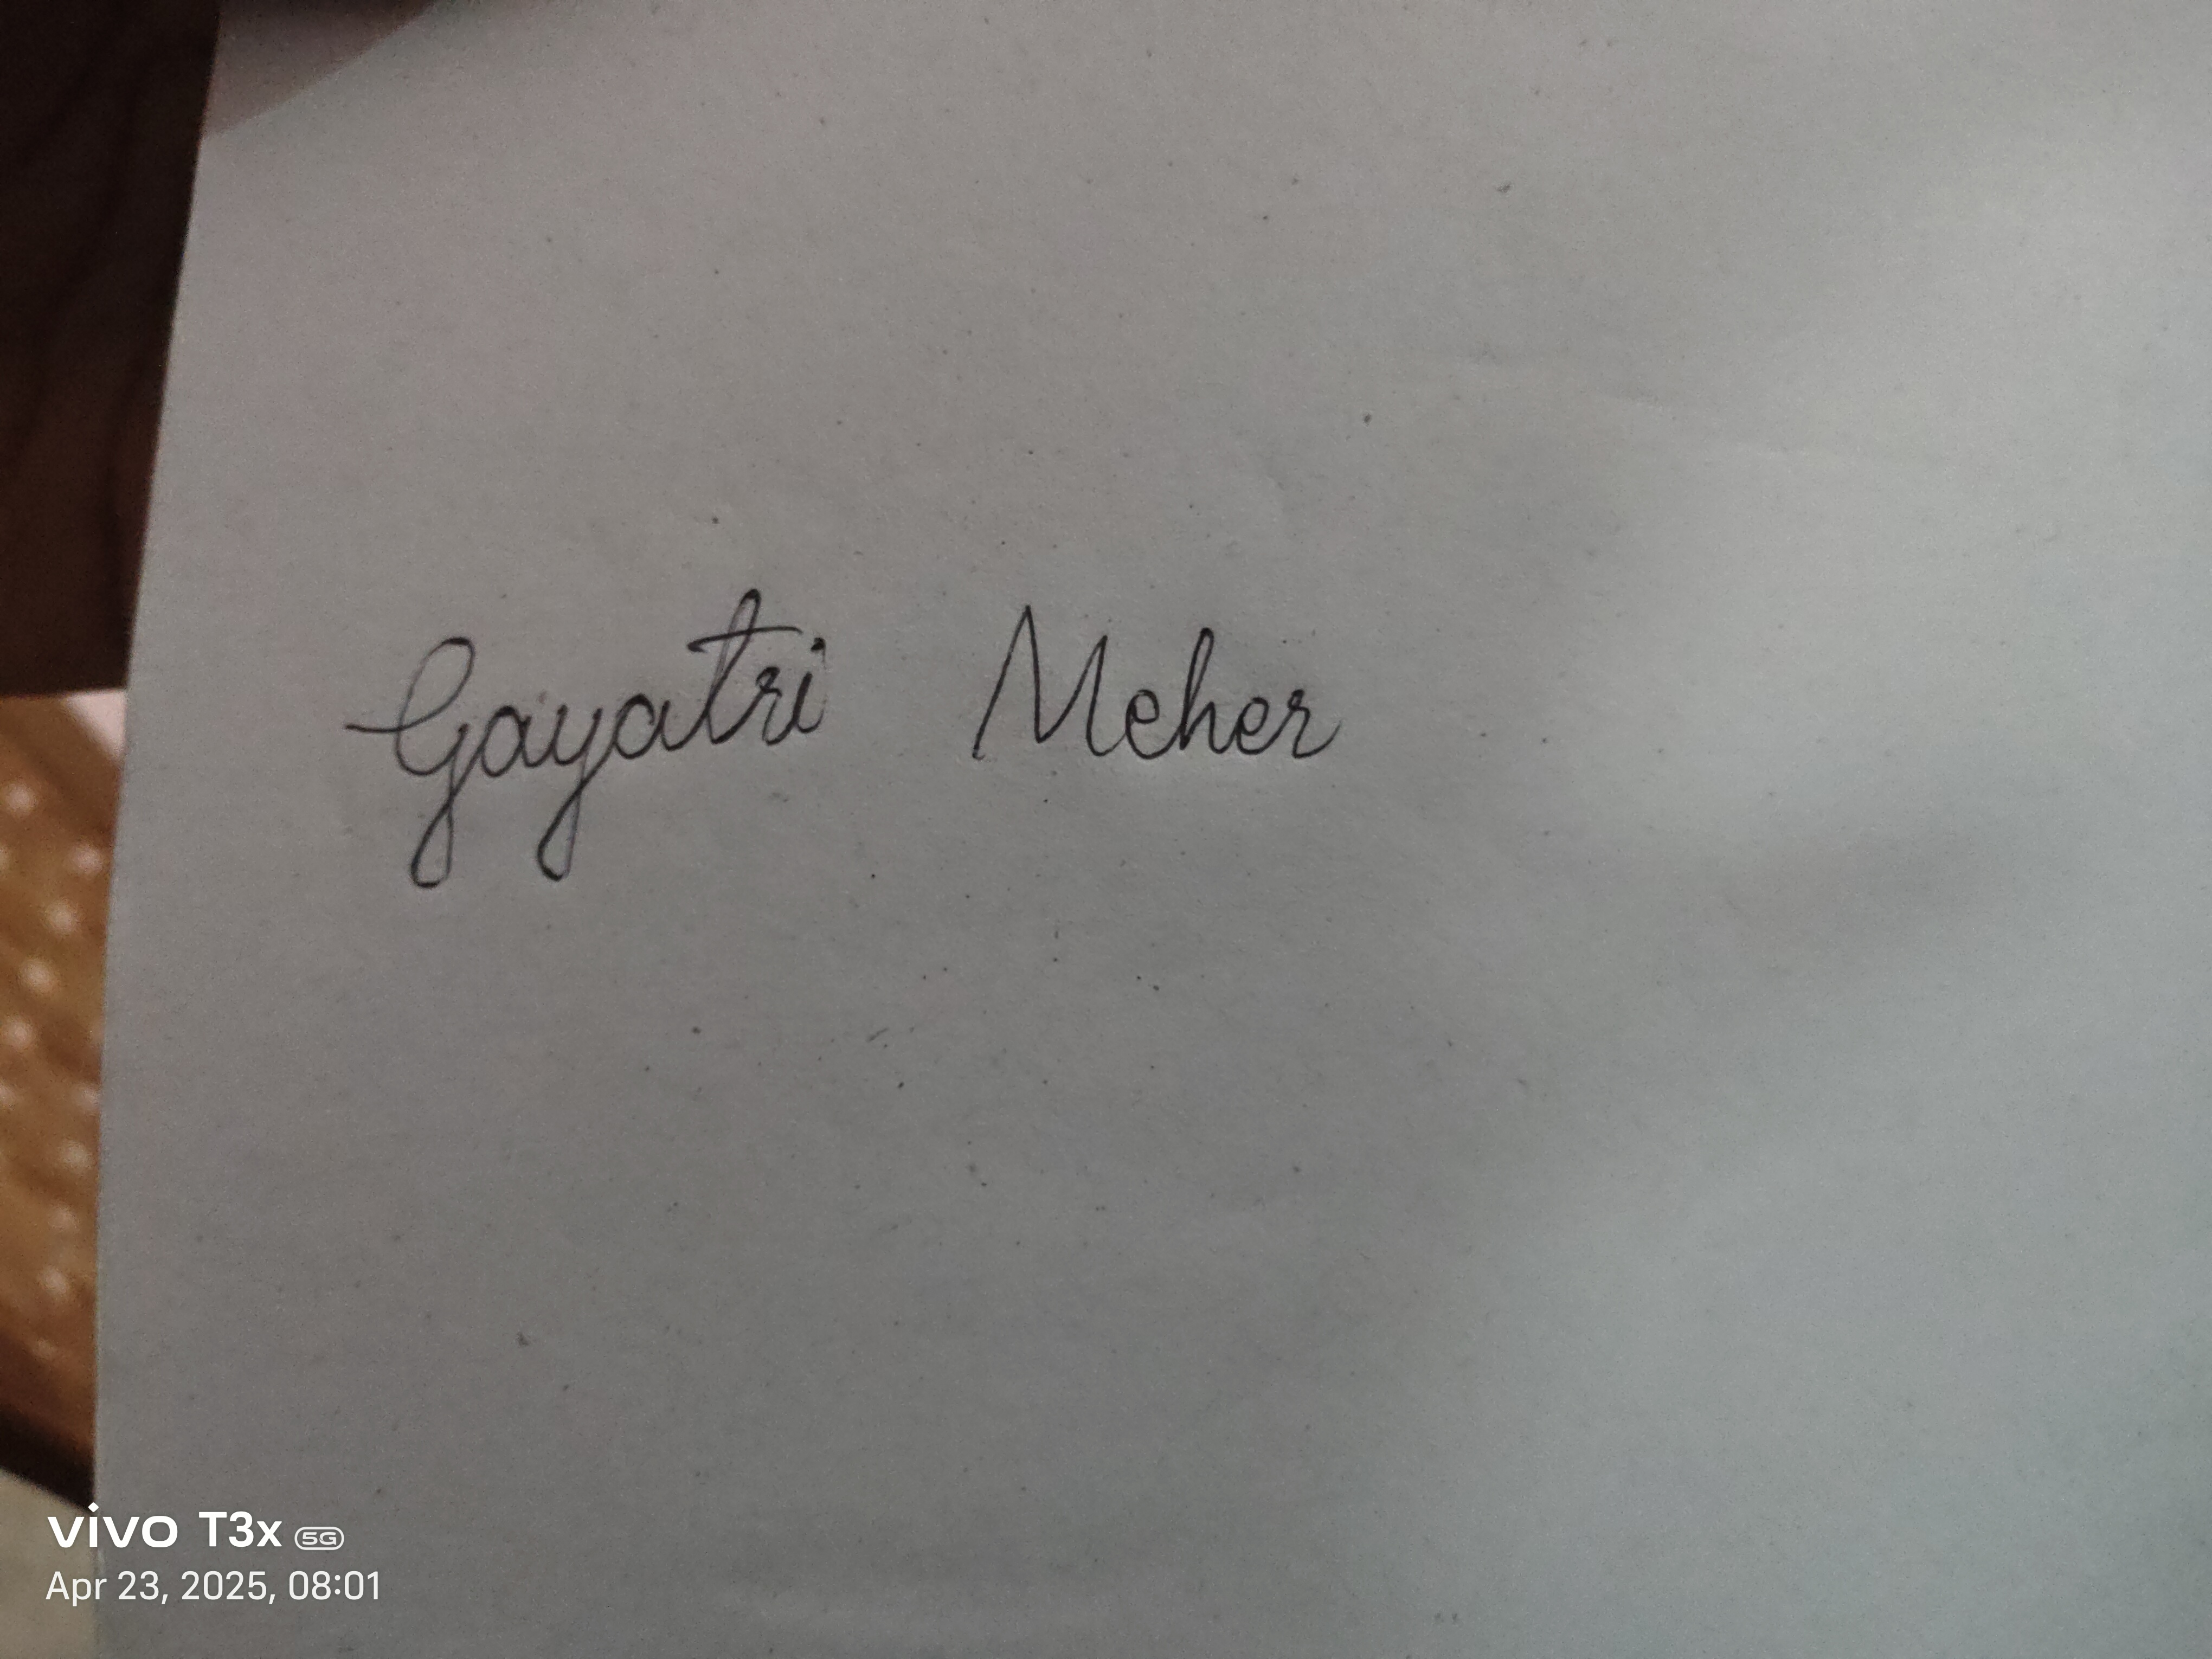 Gayatri Meher
vivo T3x 5G
Apr 23, 2025, 08:01